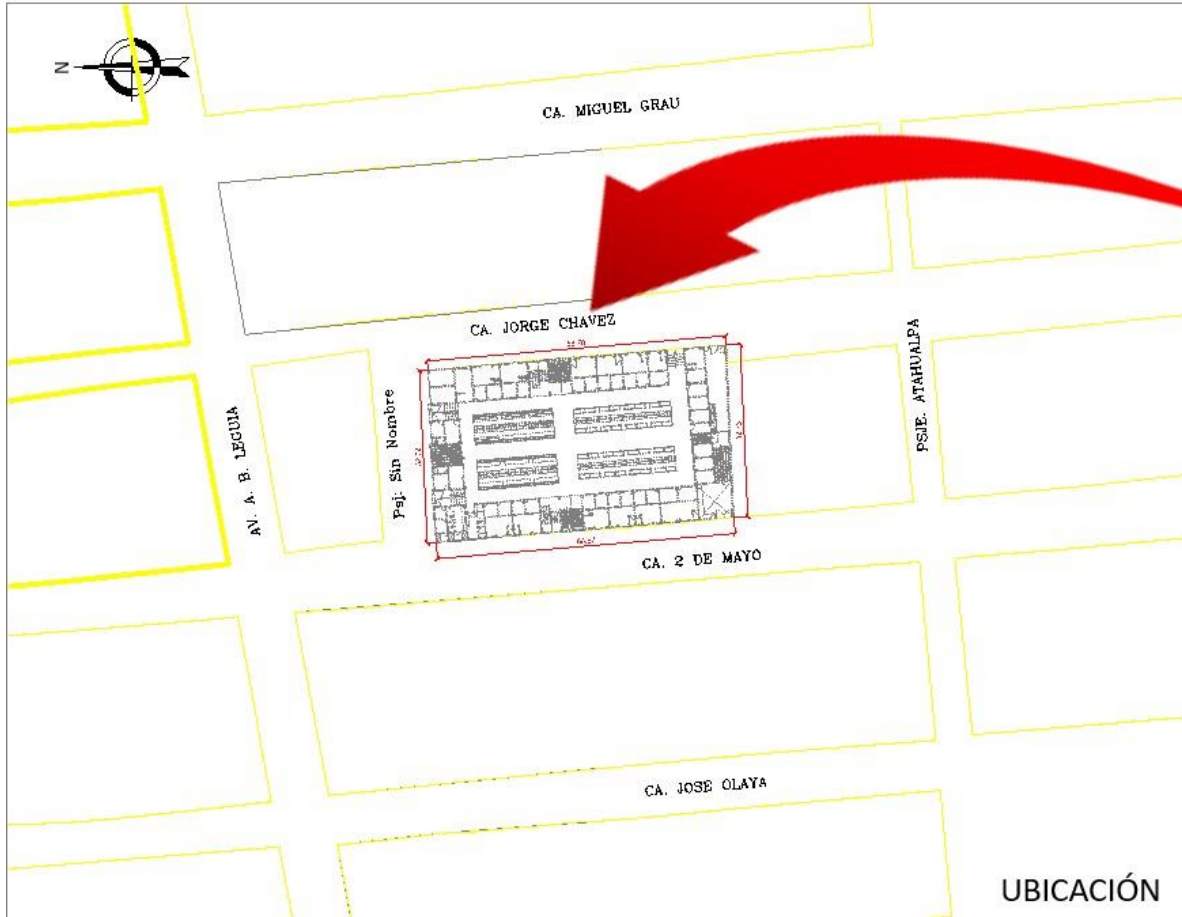 N
CA. MIGUEL GRAU
CA. JORGE CHAVEZ
AV. A. B. LEGUIA
Psj: Sin Nombre
PSJE. ATAHUALPA
CA. 2 DE MAYO
CA. JOSE OLAYA
UBICACIÓN